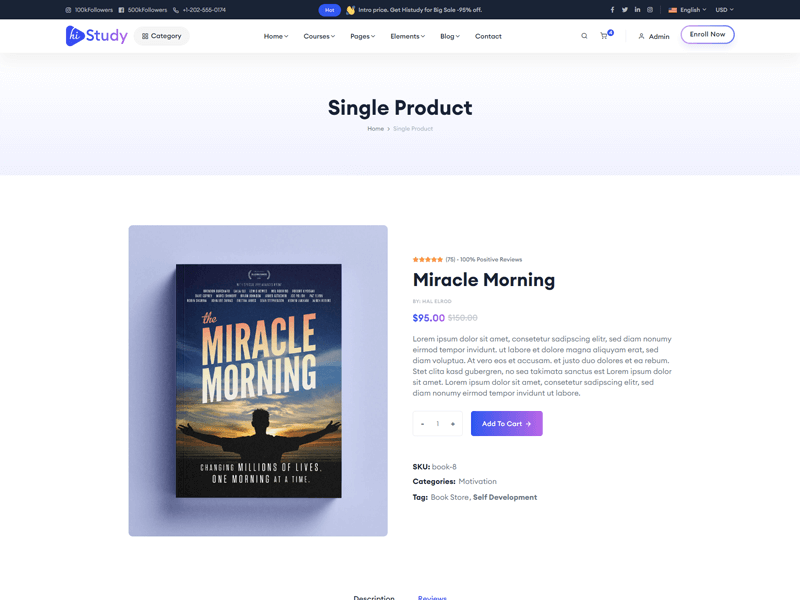 100kFollowers 500kFollowers +1-202-555-0174 Hot 👋 Intro price. Get Histudy for Big Sale -95% off. English USD
hiStudy Category Home Courses Pages Elements Blog Contact 4 Admin Enroll Now
Single Product
Home > Single Product
the
MIRACLE
MORNING
CHANGING MILLIONS OF LIVES,
ONE MORNING AT A TIME.
(75) - 100% Positive Reviews
Miracle Morning
BY: HAL ELROD
$95.00 $150.00
Lorem ipsum dolor sit amet, consetetur sadipscing elitr, sed diam nonumy
eirmod tempor invidunt. ut labore et dolore magna aliquyam erat, sed
diam voluptua. At vero eos et accusam. et justo duo dolores et ea rebum.
Stet clita kasd gubergren, no sea takimata sanctus est Lorem ipsum dolor
sit amet. Lorem ipsum dolor sit amet, consetetur sadipscing elitr, sed
diam nonumy eirmod tempor invidunt ut labore.
- 1 + Add To Cart →
SKU: book-8
Categories: Motivation
Tag: Book Store, Self Development
Description Reviews